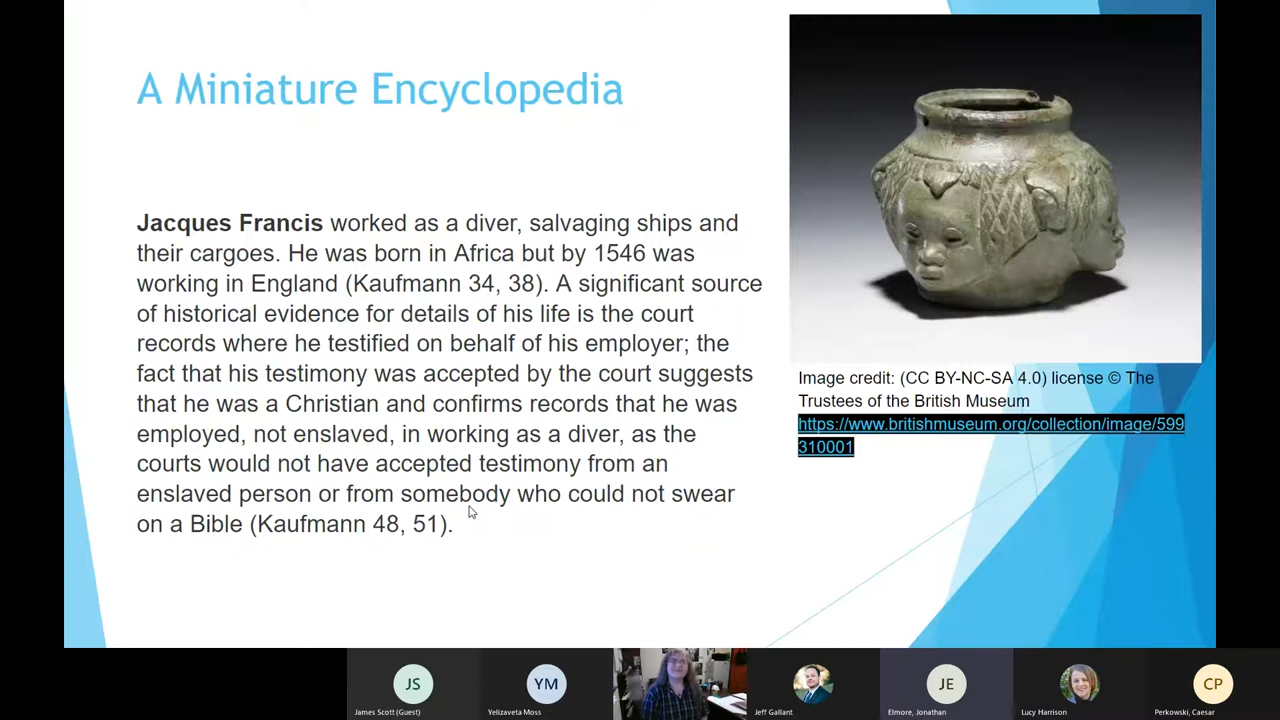 A Miniature Encyclopedia
Jacques Francis worked as a diver, salvaging ships and
their cargoes. He was born in Africa but by 1546 was
working in England (Kaufmann 34, 38). A significant source
of historical evidence for details of his life is the court
records where he testified on behalf of his employer; the
fact that his testimony was accepted by the court suggests
that he was a Christian and confirms records that he was
employed, not enslaved, in working as a diver, as the
courts would not have accepted testimony from an
enslaved person or from somebody who could not swear
on a Bible (Kaufmann 48, 51).
Image credit: (CC BY-NC-SA 4.0) license © The
Trustees of the British Museum
https://www.britishmuseum.org/collection/image/599
310001
JS
James Scott (Guest)
YM
Yelizaveta Moss
Jeff Gallant
JE
Elmore, Jonathan
Lucy Harrison
CP
Perkowski, Caesar